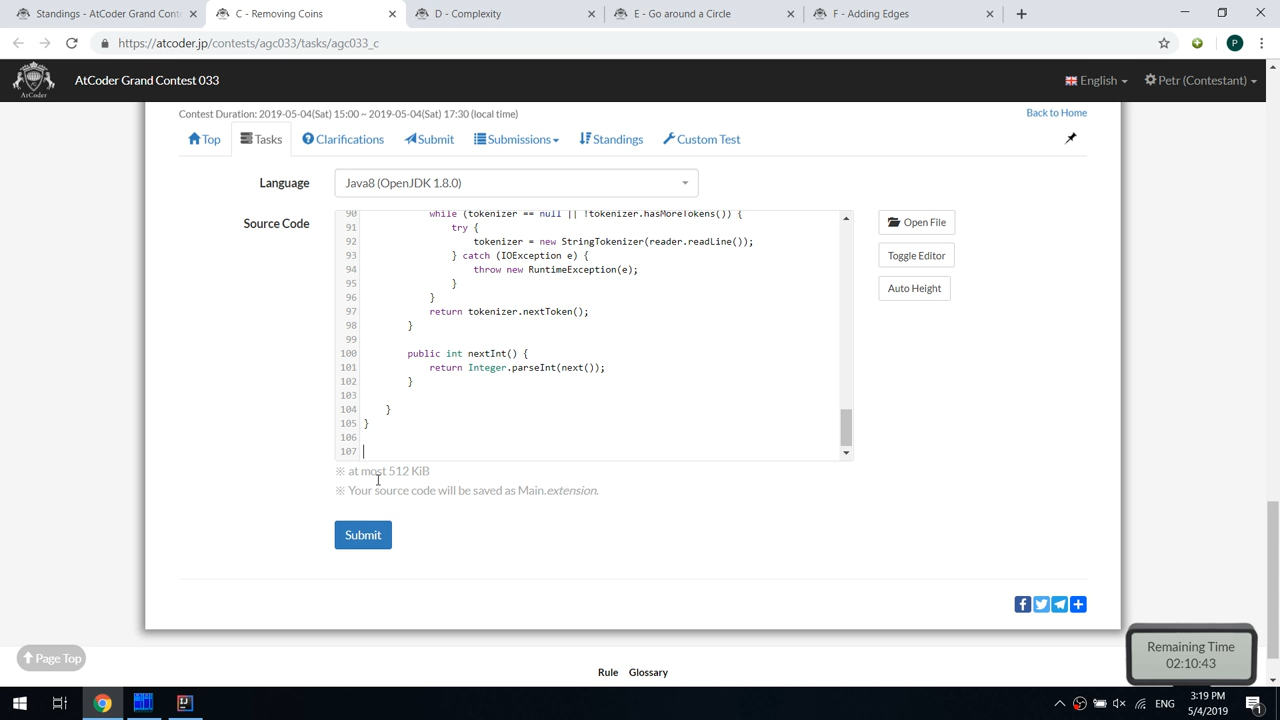 Standings - AtCoder Grand Contest
C - Removing Coins
D - Complexity
E - Go around a Circle
F - Adding Edges
https://atcoder.jp/contests/agc033/tasks/agc033_c
P
AtCoder
AtCoder Grand Contest 033
English
Petr (Contestant)
Contest Duration: 2019-05-04(Sat) 15:00 ~ 2019-05-04(Sat) 17:30 (local time)
Back to Home
Top
Tasks
Clarifications
Submit
Submissions
Standings
Custom Test
Language
Java8 (OpenJDK 1.8.0)
Source Code
90 while (tokenizer == null || !tokenizer.hasMoreTokens()) {
91 try {
92 tokenizer = new StringTokenizer(reader.readLine());
93 } catch (IOException e) {
94 throw new RuntimeException(e);
95 }
96 }
97 return tokenizer.nextToken();
98 }
99
100 public int nextInt() {
101 return Integer.parseInt(next());
102 }
103
104 }
105 }
106
107
Open File
Toggle Editor
Auto Height
※ at most 512 KiB
※ Your source code will be saved as Main.extension.
Submit
Page Top
Rule Glossary
Remaining Time
02:10:43
ENG
3:19 PM
5/4/2019
1